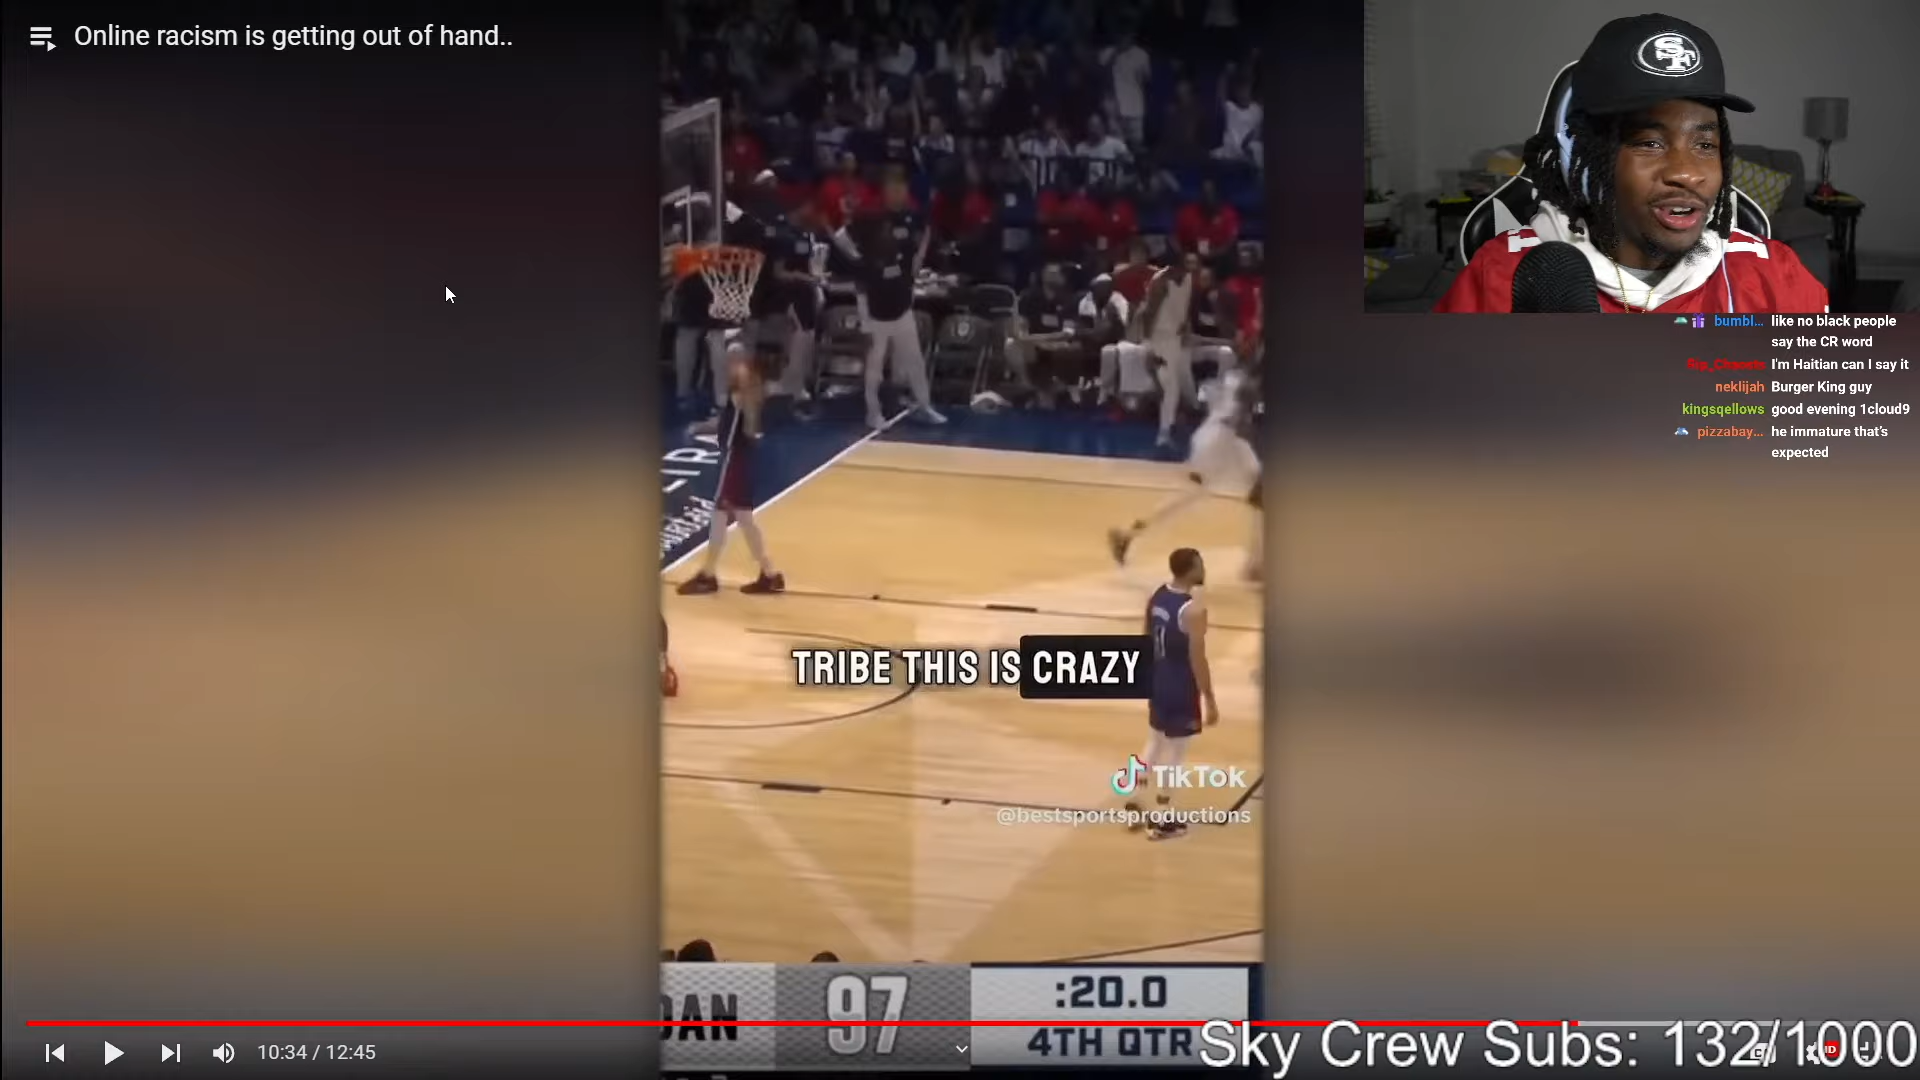 Online racism is getting out of hand..
SF
bumbl... like no black people
say the CR word
I'm Haitian can I say it
neklijah Burger King guy
kingsqellows good evening 1cloud9
pizzabay... he immature that's
expected
TRIBE THIS IS CRAZY
TikTok
@bestsportsproductions
97
:20.0
4TH QTR
10:34 / 12:45
Sky Crew Subs: 132/1000